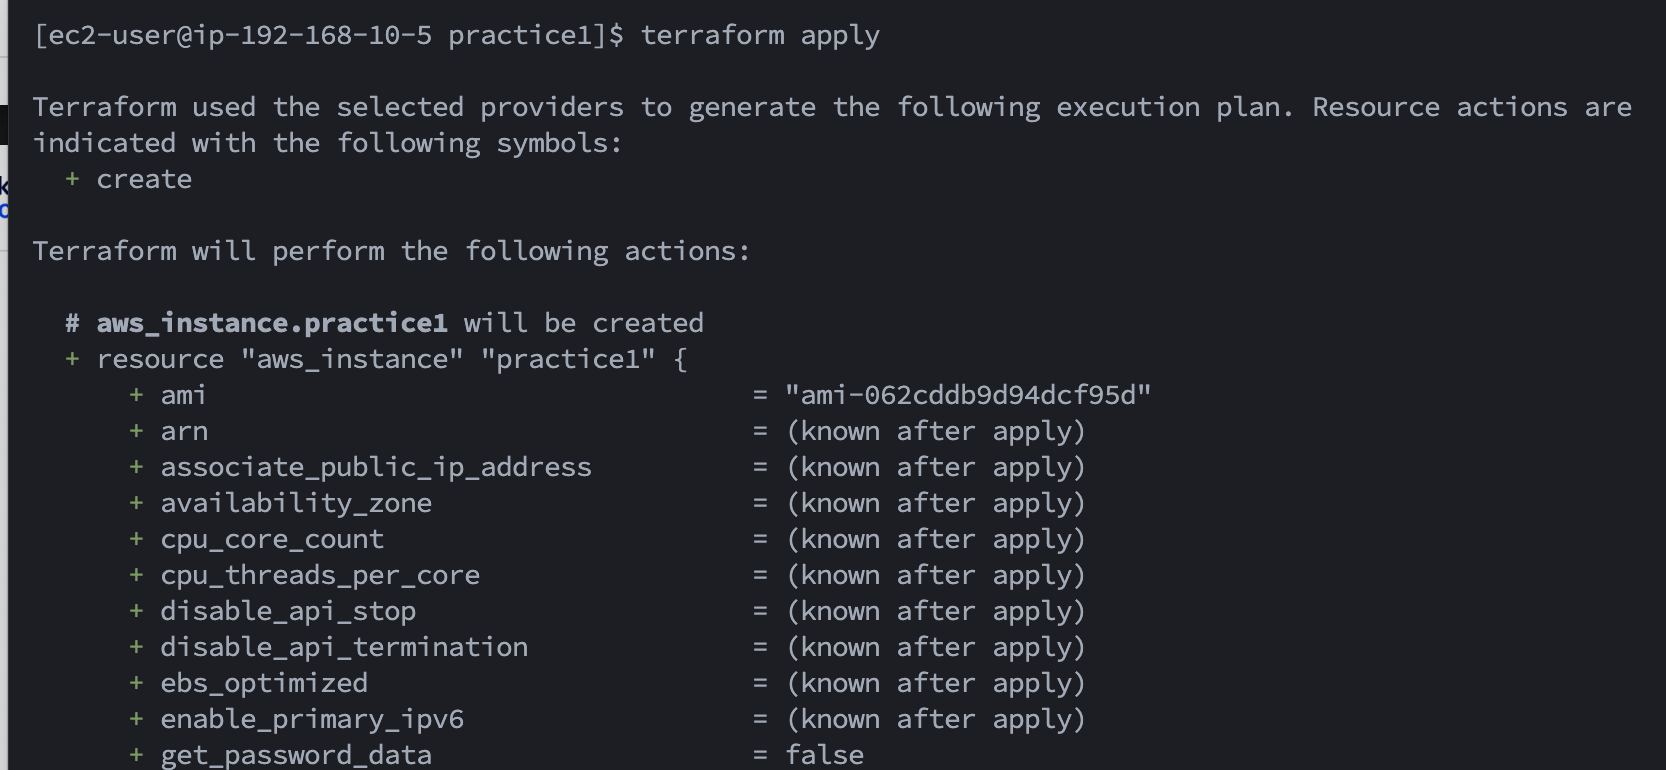 [ec2-user@ip-192-168-10-5 practice1]$ terraform apply
Terraform used the selected providers to generate the following execution plan. Resource actions are
indicated with the following symbols:
+ create
Terraform will perform the following actions:
# aws_instance.practice1 will be created
+ resource "aws_instance" "practice1" {
+ ami = "ami-062cddb9d94dcf95d"
+ arn = (known after apply)
+ associate_public_ip_address = (known after apply)
+ availability_zone = (known after apply)
+ cpu_core_count = (known after apply)
+ cpu_threads_per_core = (known after apply)
+ disable_api_stop = (known after apply)
+ disable_api_termination = (known after apply)
+ ebs_optimized = (known after apply)
+ enable_primary_ipv6 = (known after apply)
+ get_password_data = false